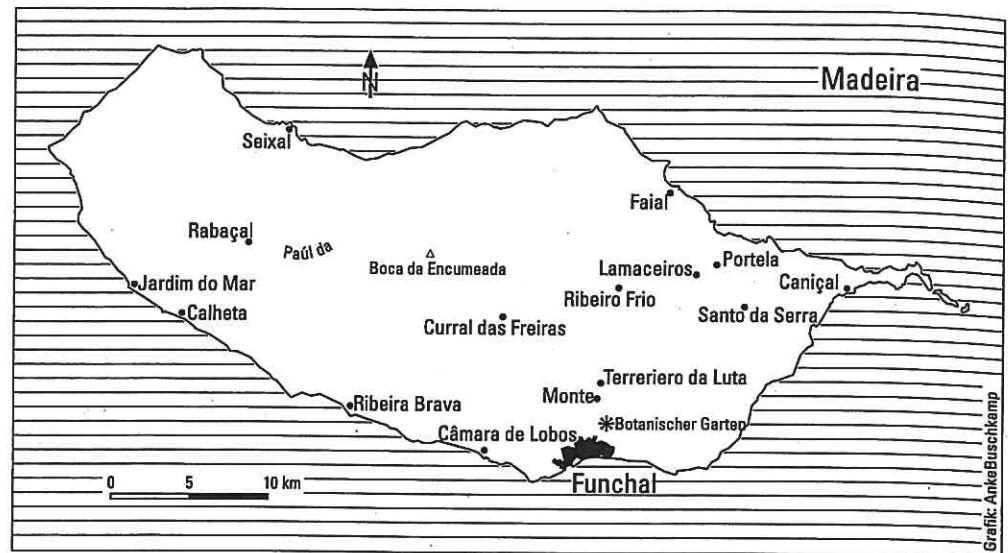 Madeira
N
Seixal
Faial
Rabaçal
Paúl da
Boca da Encumeada
Portela
Lamaceiros
Caniçal
Jardim do Mar
Ribeiro Frio
Calheta
Curral das Freiras
Santo da Serra
Terreriero da Luta
Monte
Ribeira Brava
Botanischer Garten
Câmara de Lobos
Funchal
0 5 10 km
Grafik: AnkeBuschkamp